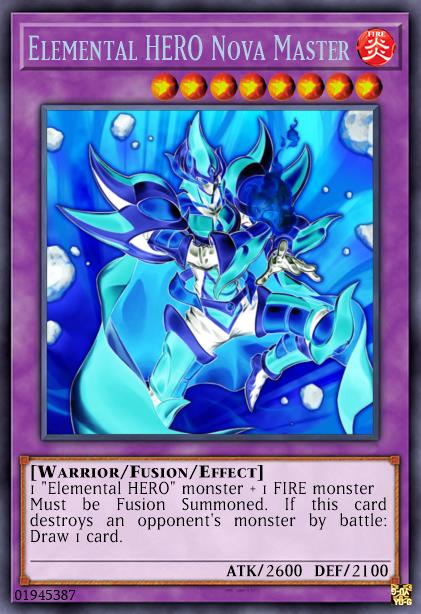 Elemental HERO Nova Master
FIRE
炎
[Warrior/Fusion/Effect]
1 "Elemental HERO" monster + 1 FIRE monster
Must be Fusion Summoned. If this card
destroys an opponent's monster by battle:
Draw 1 card.
ATK/2600 DEF/2100
01945387